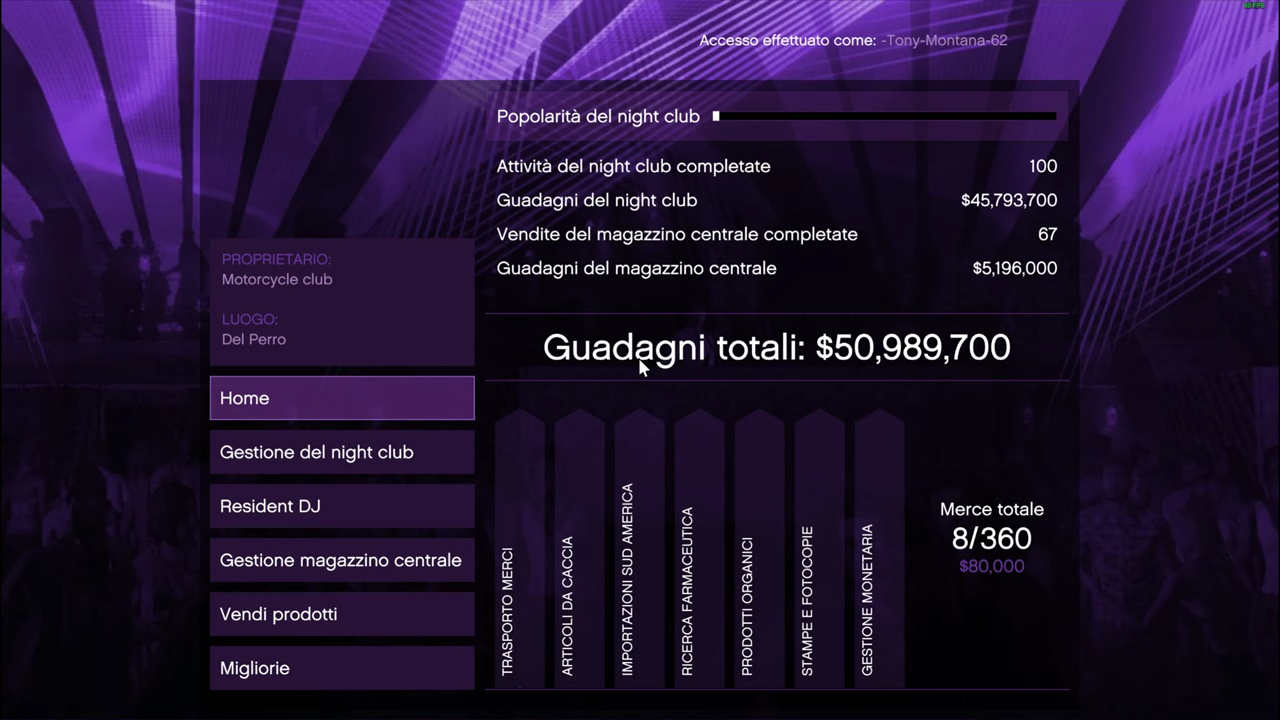 60 FPS
Accesso effettuato come: -Tony-Montana-62
Popolarità del night club
Attività del night club completate 100
Guadagni del night club $45,793,700
Vendite del magazzino centrale completate 67
Guadagni del magazzino centrale $5,196,000
PROPRIETARIO:
Motorcycle club
LUOGO:
Del Perro
Guadagni totali: $50,989,700
Home
Gestione del night club
Resident DJ
Gestione magazzino centrale
Vendi prodotti
Migliorie
TRASPORTO MERCI
ARTICOLI DA CACCIA
IMPORTAZIONI SUD AMERICA
RICERCA FARMACEUTICA
PRODOTTI ORGANICI
STAMPE E FOTOCOPIE
GESTIONE MONETARIA
Merce totale
8/360
$80,000